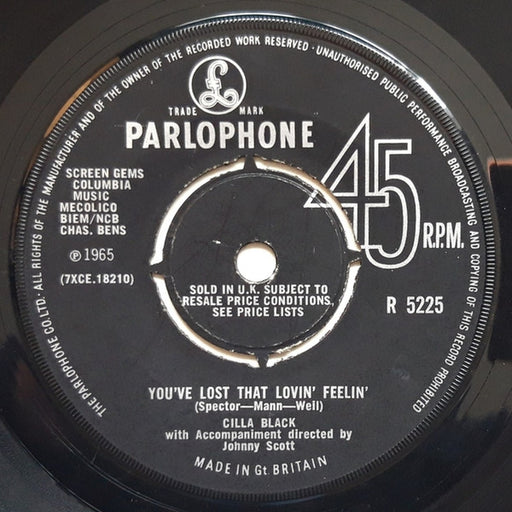 ALL RIGHTS OF THE MANUFACTURER AND OF THE OWNER OF THE RECORDED WORK RESERVED · UNAUTHORISED PUBLIC PERFORMANCE BROADCASTING AND COPYING OF THIS RECORD PROHIBITED
THE PARLOPHONE CO. LTD.
£
TRADE MARK
PARLOPHONE
45
R.P.M.
SCREEN GEMS
COLUMBIA
MUSIC
MECOLICO
BIEM/NCB
CHAS. BENS
℗ 1965
(7XCE.18210)
SOLD IN U.K. SUBJECT TO
RESALE PRICE CONDITIONS,
SEE PRICE LISTS
R 5225
YOU'VE LOST THAT LOVIN' FEELIN'
(Spector—Mann—Well)
CILLA BLACK
with Accompaniment directed by
Johnny Scott
MADE IN Gt. BRITAIN